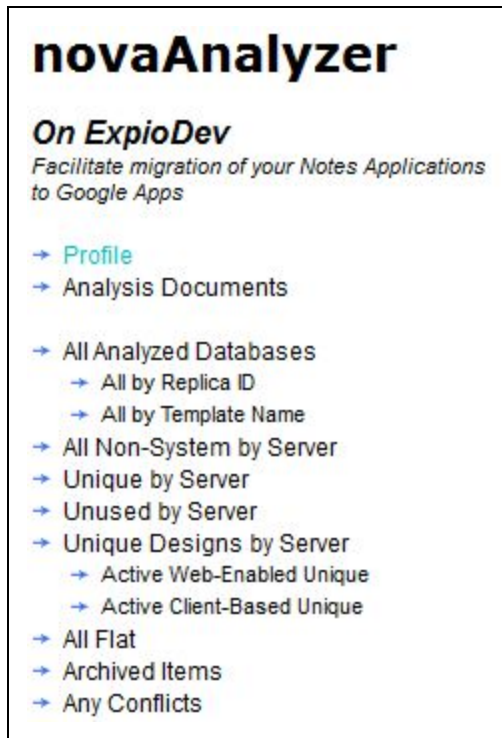 novaAnalyzer
On ExpioDev
Facilitate migration of your Notes Applications
to Google Apps
Profile
Analysis Documents
All Analyzed Databases
All by Replica ID
All by Template Name
All Non-System by Server
Unique by Server
Unused by Server
Unique Designs by Server
Active Web-Enabled Unique
Active Client-Based Unique
All Flat
Archived Items
Any Conflicts